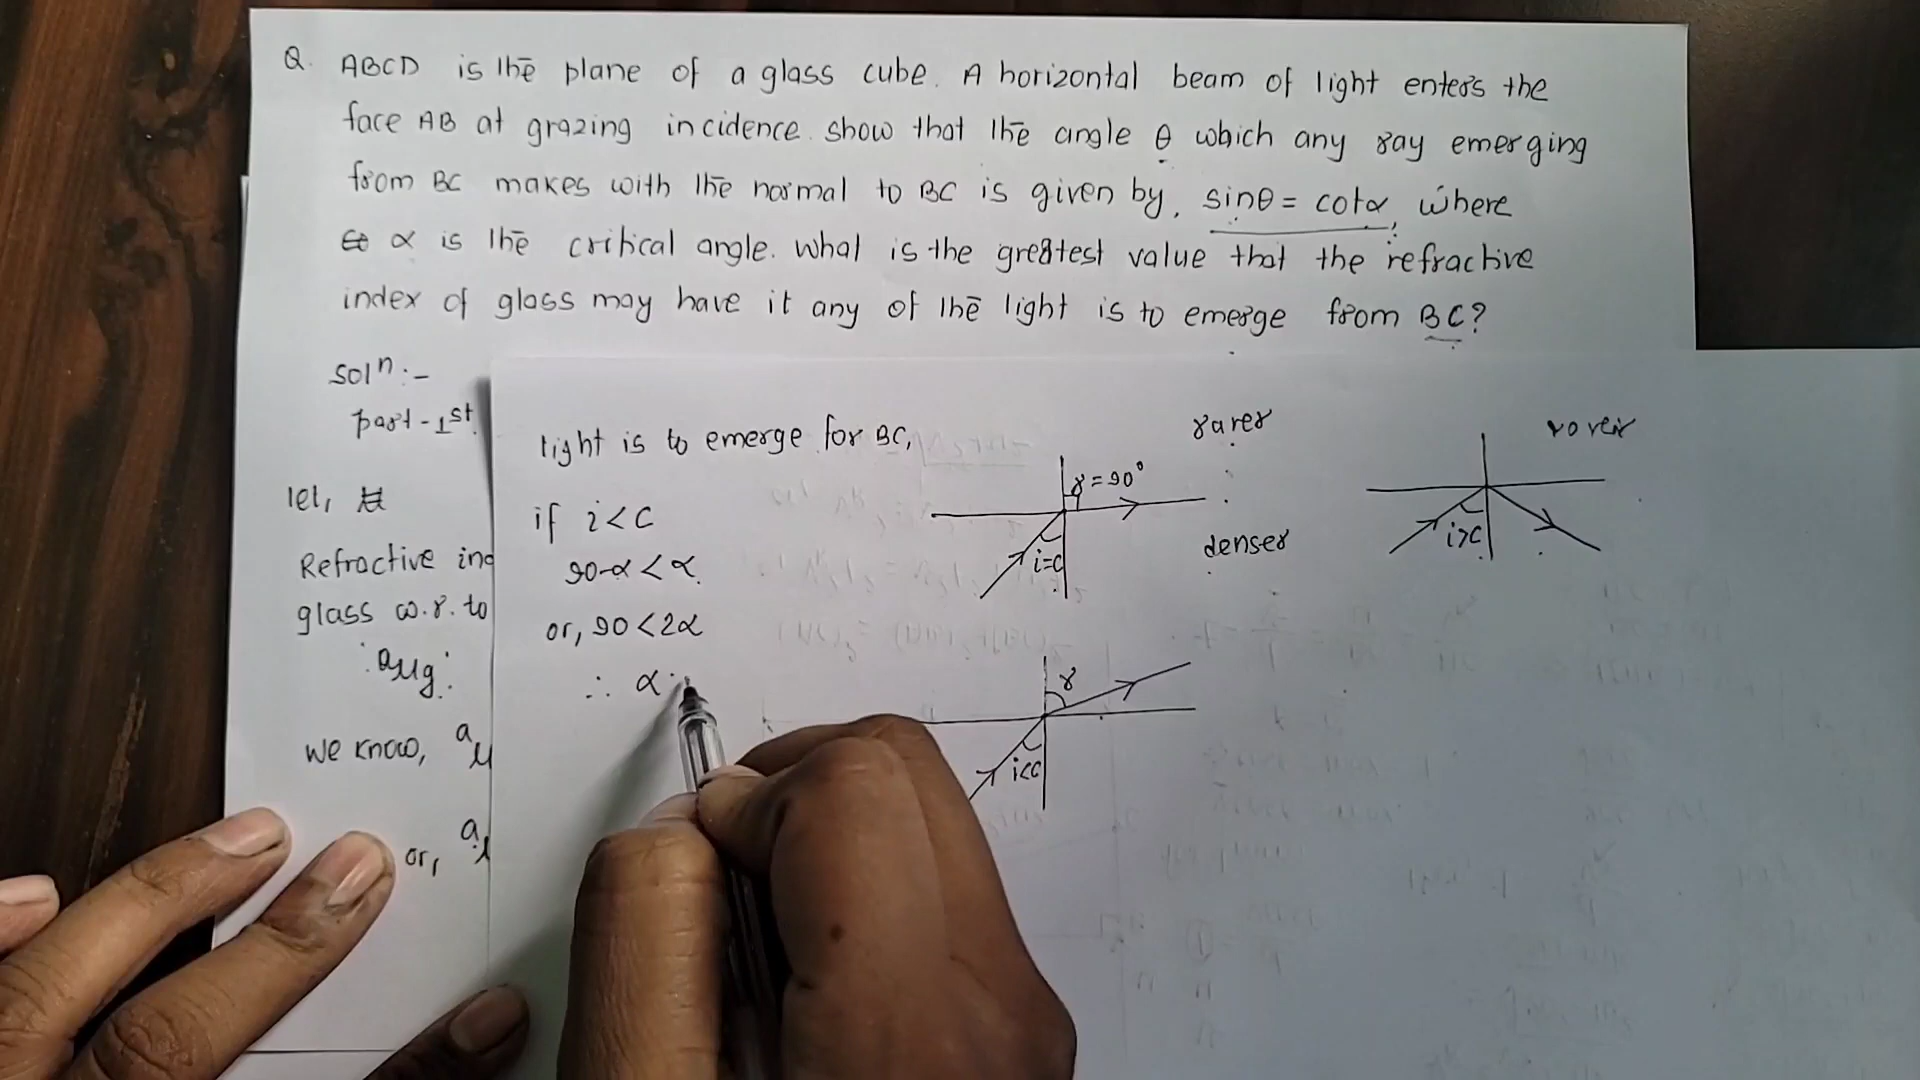 Q. ABCD is the plane of a glass cube. A horizontal beam of light enters the
face AB at grazing incidence. show that the angle θ which any ray emerging
from BC makes with the normal to BC is given by, sinθ = cotα, where
α is the critical angle. What is the greatest value that the refractive
index of glass may have it any of the light is to emerge from BC?
Solⁿ:-
part-1st
let,
Refractive ind
glass w.r. to
aμg
we know, aμ
or, a
light is to emerge for BC,
if i<C
90-α < α
or, 90 < 2α
∴ α
rarer
r = 90°
i=C
denser
rarer
i>C
r
i<C